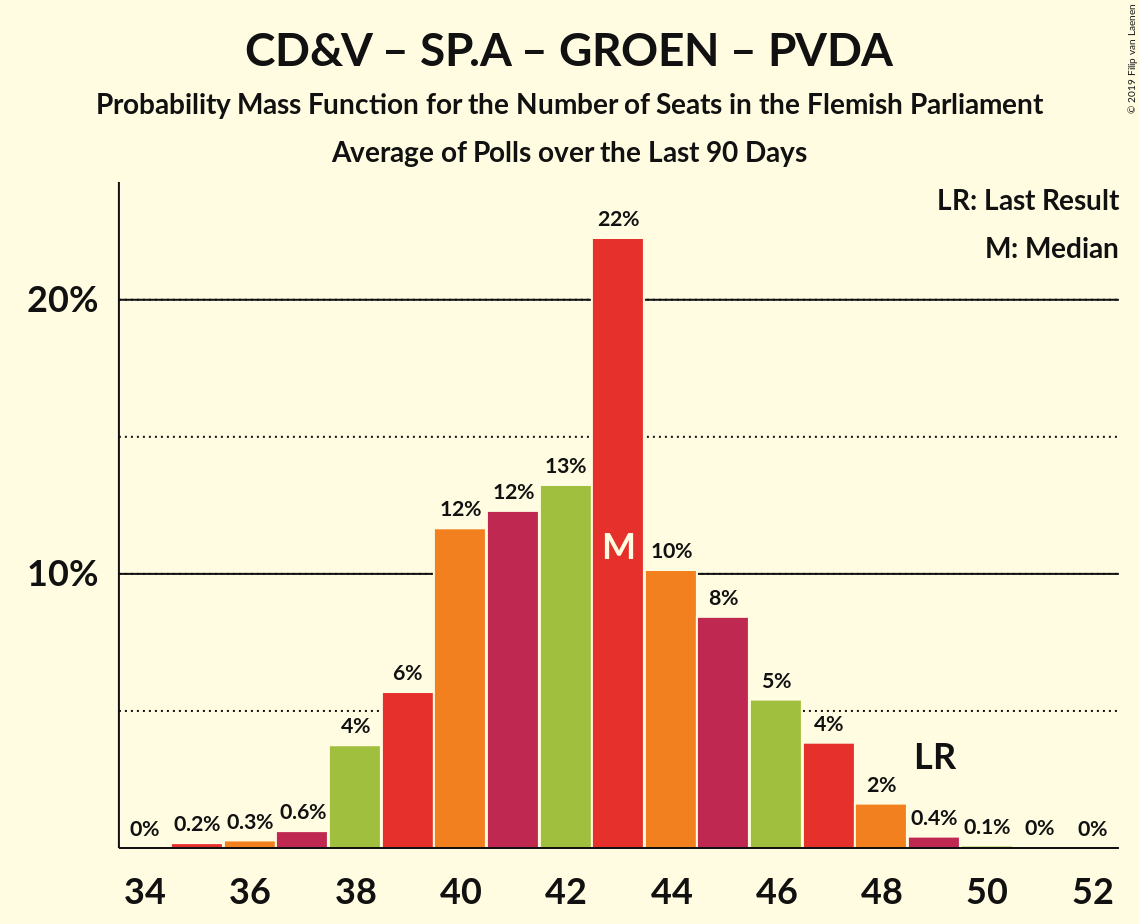 CD&V – SP.A – GROEN – PVDA
Probability Mass Function for the Number of Seats in the Flemish Parliament
Average of Polls over the Last 90 Days
© 2019 Filip van Laenen
LR: Last Result
M: Median
20%
10%
0%
0.2%
0.3%
0.6%
4%
6%
12%
12%
13%
22%
M
10%
8%
5%
4%
2%
LR
0.4%
0.1%
0%
0%
34 36 38 40 42 44 46 48 50 52